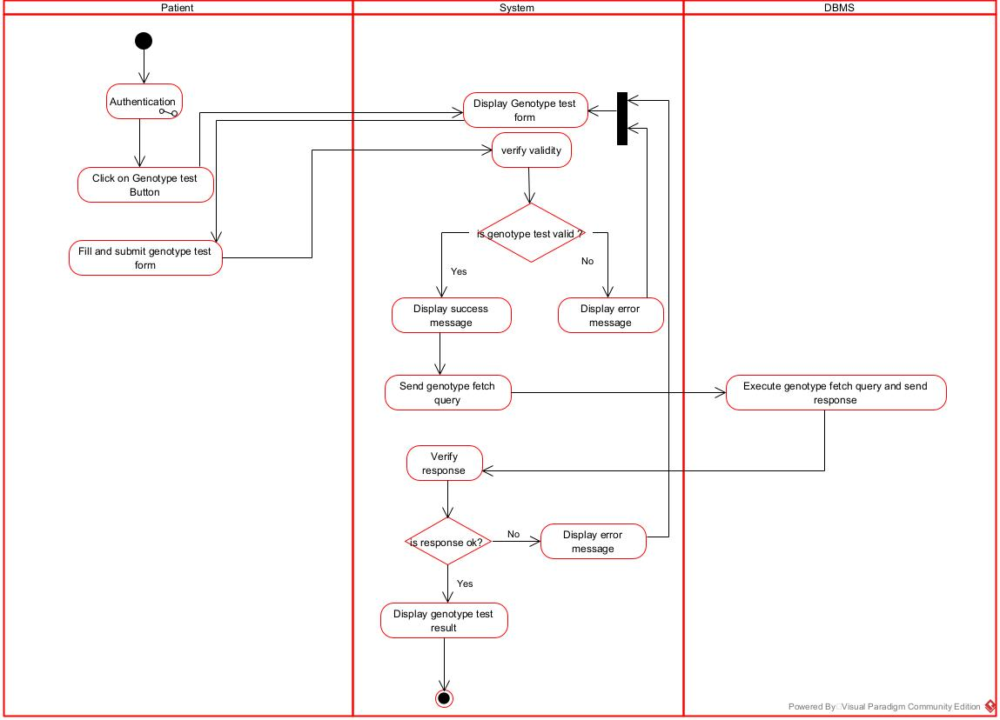 Patient
System
DBMS
Authentication
Display Genotype test
form
verify validity
Click on Genotype test
Button
is genotype test valid ?
Fill and submit genotype test
form
No
Yes
Display success
message
Display error
message
Send genotype fetch
query
Execute genotype fetch query and send
response
Verify
response
is response ok?
No
Display error
message
Yes
Display genotype test
result
Powered By Visual Paradigm Community Edition